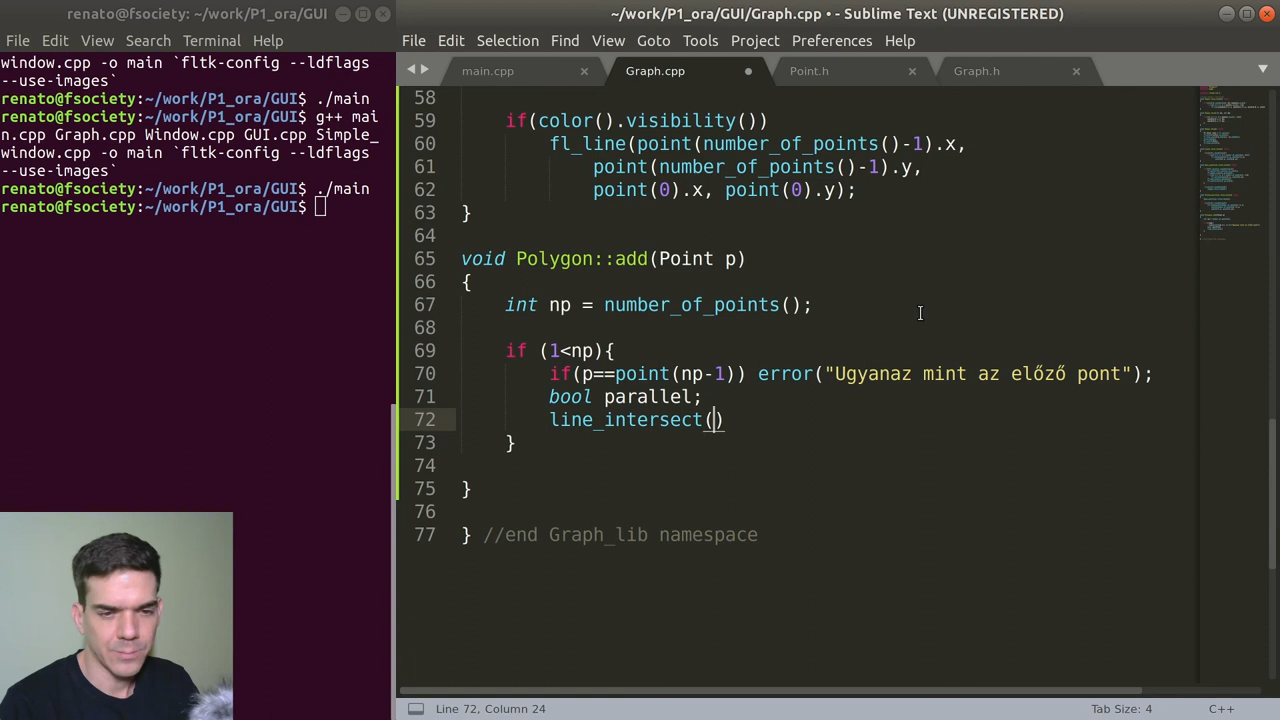 renato@fsociety: ~/work/P1_ora/GUI
File Edit View Search Terminal Help
window.cpp -o main `fltk-config --ldflags
--use-images`
renato@fsociety:~/work/P1_ora/GUI$ ./main
renato@fsociety:~/work/P1_ora/GUI$ g++ mai
n.cpp Graph.cpp Window.cpp GUI.cpp Simple_
window.cpp -o main `fltk-config --ldflags
--use-images`
renato@fsociety:~/work/P1_ora/GUI$ ./main
renato@fsociety:~/work/P1_ora/GUI$
~/work/P1_ora/GUI/Graph.cpp • - Sublime Text (UNREGISTERED)
File Edit Selection Find View Goto Tools Project Preferences Help
main.cpp Graph.cpp Point.h Graph.h
58
59 if(color().visibility())
60 fl_line(point(number_of_points()-1).x,
61 point(number_of_points()-1).y,
62 point(0).x, point(0).y);
63 }
64
65 void Polygon::add(Point p)
66 {
67 int np = number_of_points();
68
69 if (1<np){
70 if(p==point(np-1)) error("Ugyanaz mint az előző pont");
71 bool parallel;
72 line_intersect()
73 }
74
75 }
76
77 } //end Graph_lib namespace
Line 72, Column 24 Tab Size: 4 C++